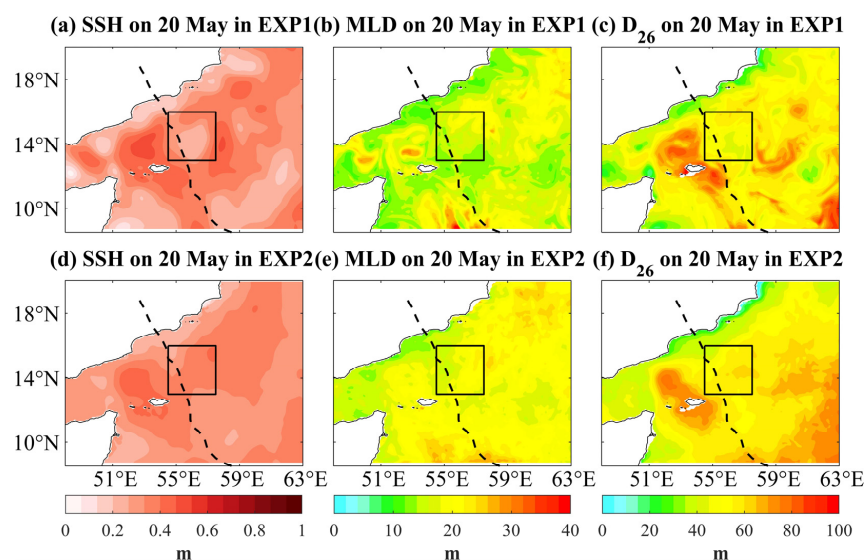 (a) SSH on 20 May in EXP1 (b) MLD on 20 May in EXP1 (c) D26 on 20 May in EXP1
18°N
14°N
10°N
(d) SSH on 20 May in EXP2 (e) MLD on 20 May in EXP2 (f) D26 on 20 May in EXP2
18°N
14°N
10°N
51°E 55°E 59°E 63°E 51°E 55°E 59°E 63°E 51°E 55°E 59°E 63°E
0 0.2 0.4 0.6 0.8 1 0 10 20 30 40 0 20 40 60 80 100
m m m